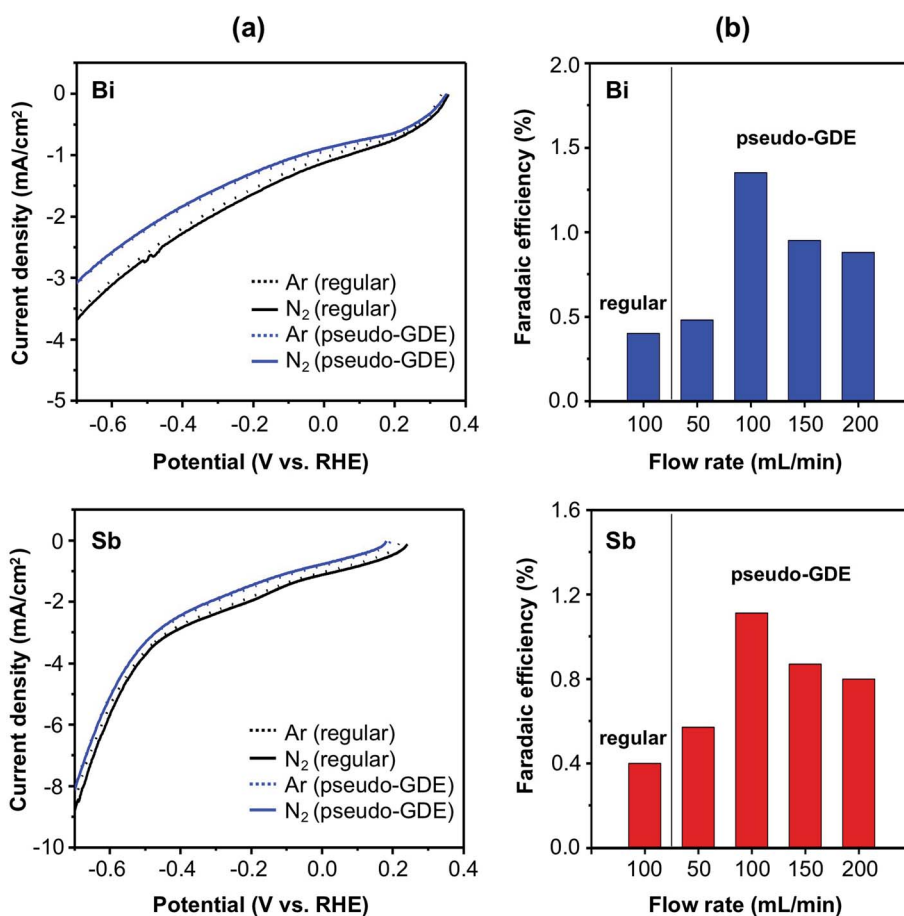 (a)
Bi
Current density (mA/cm²)
0
-1
-2
-3
-4
-5
Ar (regular)
N₂ (regular)
Ar (pseudo-GDE)
N₂ (pseudo-GDE)
-0.6 -0.4 -0.2 0.0 0.2 0.4
Potential (V vs. RHE)
(b)
Bi
Faradaic efficiency (%)
2.0
1.5
1.0
0.5
0.0
pseudo-GDE
regular
100 50 100 150 200
Flow rate (mL/min)
Sb
Current density (mA/cm²)
0
-2
-4
-6
-8
-10
Ar (regular)
N₂ (regular)
Ar (pseudo-GDE)
N₂ (pseudo-GDE)
-0.6 -0.4 -0.2 0.0 0.2 0.4
Potential (V vs. RHE)
Sb
Faradaic efficiency (%)
1.6
1.2
0.8
0.4
0.0
pseudo-GDE
regular
100 50 100 150 200
Flow rate (mL/min)